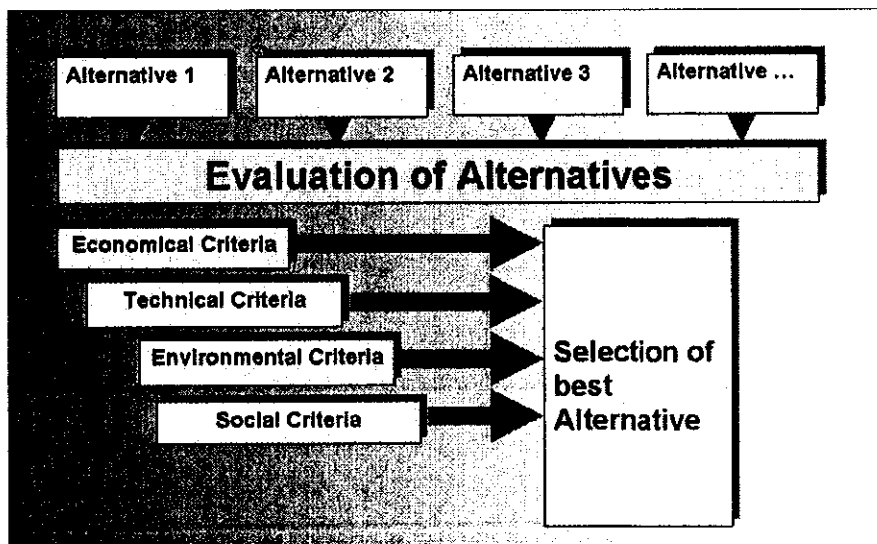 Alternative 1
Alternative 2
Alternative 3
Alternative ...
Evaluation of Alternatives
Economical Criteria
Technical Criteria
Environmental Criteria
Social Criteria
Selection of
best
Alternative